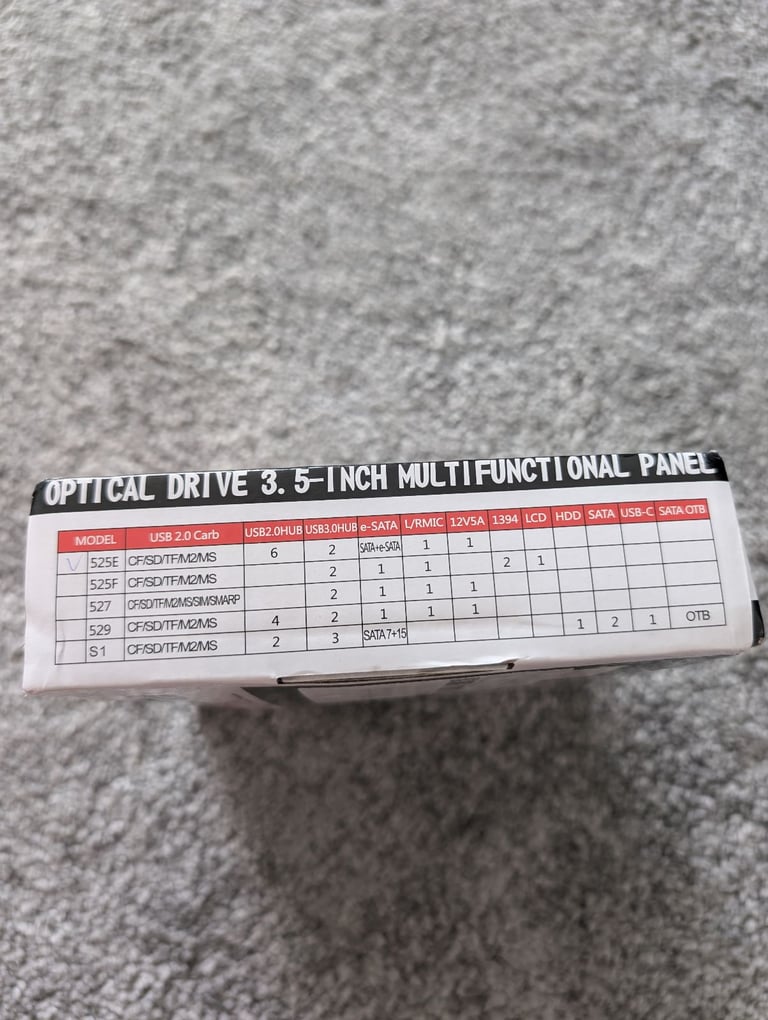 OPTICAL DRIVE 3.5-INCH MULTIFUNCTIONAL PANEL
MODEL USB 2.0 Carb USB2.0HUB USB3.0HUB e-SATA L/RMIC 12V5A 1394 LCD HDD SATA USB-C SATA OTB
525E CF/SD/TF/M2/MS 6 2 SATA+e-SATA 1 1
525F CF/SD/TF/M2/MS 2 1 1 2 1
527 CF/SD/TF/M2/MS/SIM/SMARP 2 1 1 1
529 CF/SD/TF/M2/MS 4 2 1 1 1
S1 CF/SD/TF/M2/MS 2 3 SATA 7+15 1 2 1 OTB